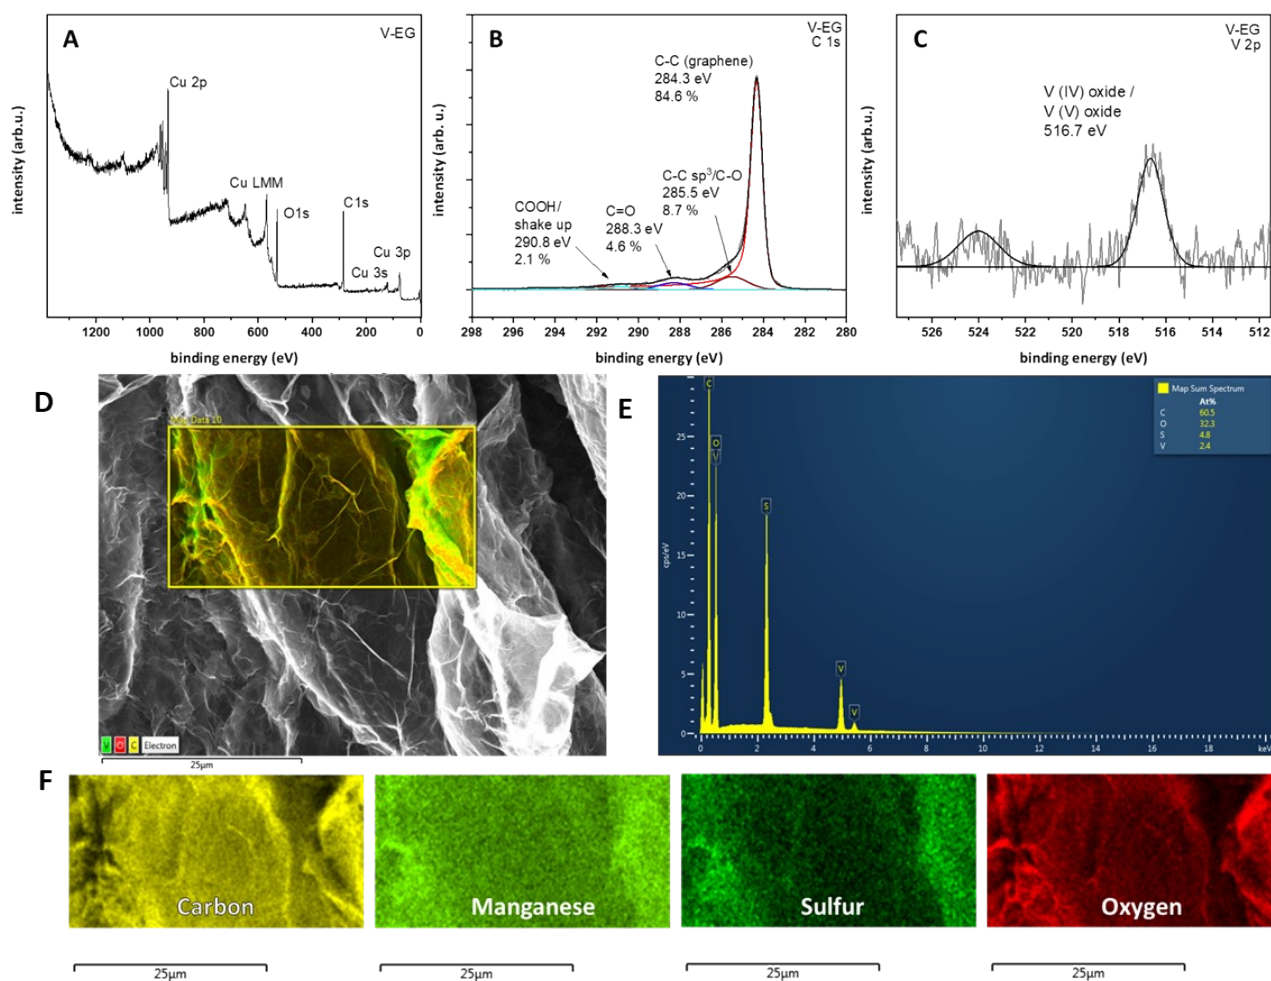 A
V-EG
Cu 2p
Cu LMM
O1s
C1s
Cu 3p
Cu 3s
intensity (arb.u.)
1200 1000 800 600 400 200 0
binding energy (eV)
B
V-EG
C 1s
C-C (graphene)
284.3 eV
84.6 %
C-C sp³/C-O
285.5 eV
8.7 %
C=O
288.3 eV
4.6 %
COOH/
shake up
290.8 eV
2.1 %
intensity (arb. u.)
298 296 294 292 290 288 286 284 282 280
binding energy (eV)
C
V-EG
V 2p
V (IV) oxide /
V (V) oxide
516.7 eV
intensity (arb.u.)
526 524 522 520 518 516 514 512
binding energy (eV)
D
Map Data 10
V O C Electron
25µm
E
C
O
V
S
V
V
Map Sum Spectrum
At%
C 60.5
O 32.3
S 4.8
V 2.4
cps/eV
25
20
15
10
5
0
0 2 4 6 8 10 12 14 16 18 keV
F
Carbon
Manganese
Sulfur
Oxygen
25µm
25µm
25µm
25µm